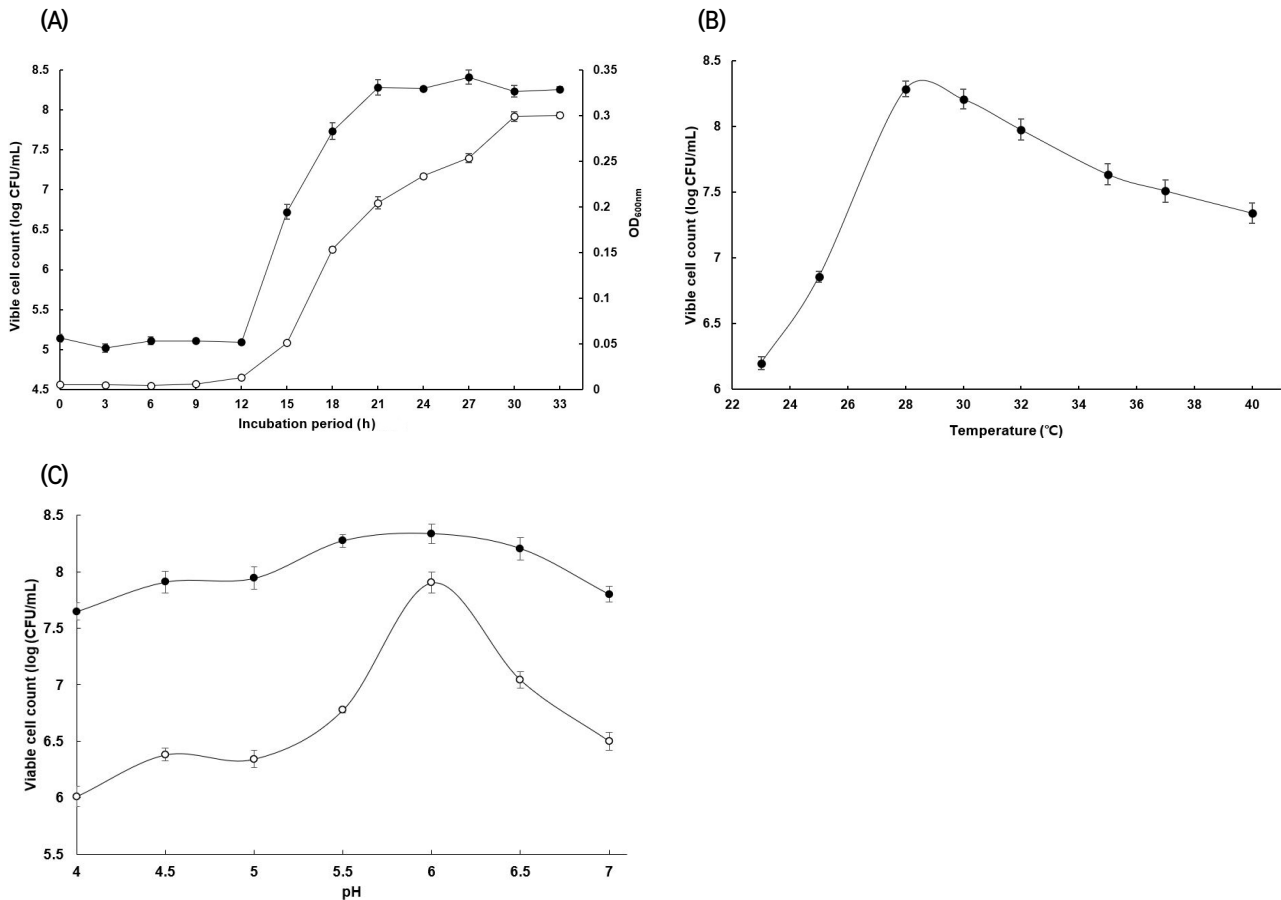 (A)
8.5
8
7.5
7
6.5
6
5.5
5
4.5
Vible cell count (log CFU/mL)
0 3 6 9 12 15 18 21 24 27 30 33
Incubation period (h)
0.35
0.3
0.25
0.2
0.15
0.1
0.05
0
OD600nm
(B)
8.5
8
7.5
7
6.5
6
Vible cell count (log CFU/mL)
22 24 26 28 30 32 34 36 38 40
Temperature (℃)
(C)
8.5
8
7.5
7
6.5
6
5.5
Viable cell count (log (CFU/mL)
4 4.5 5 5.5 6 6.5 7
pH